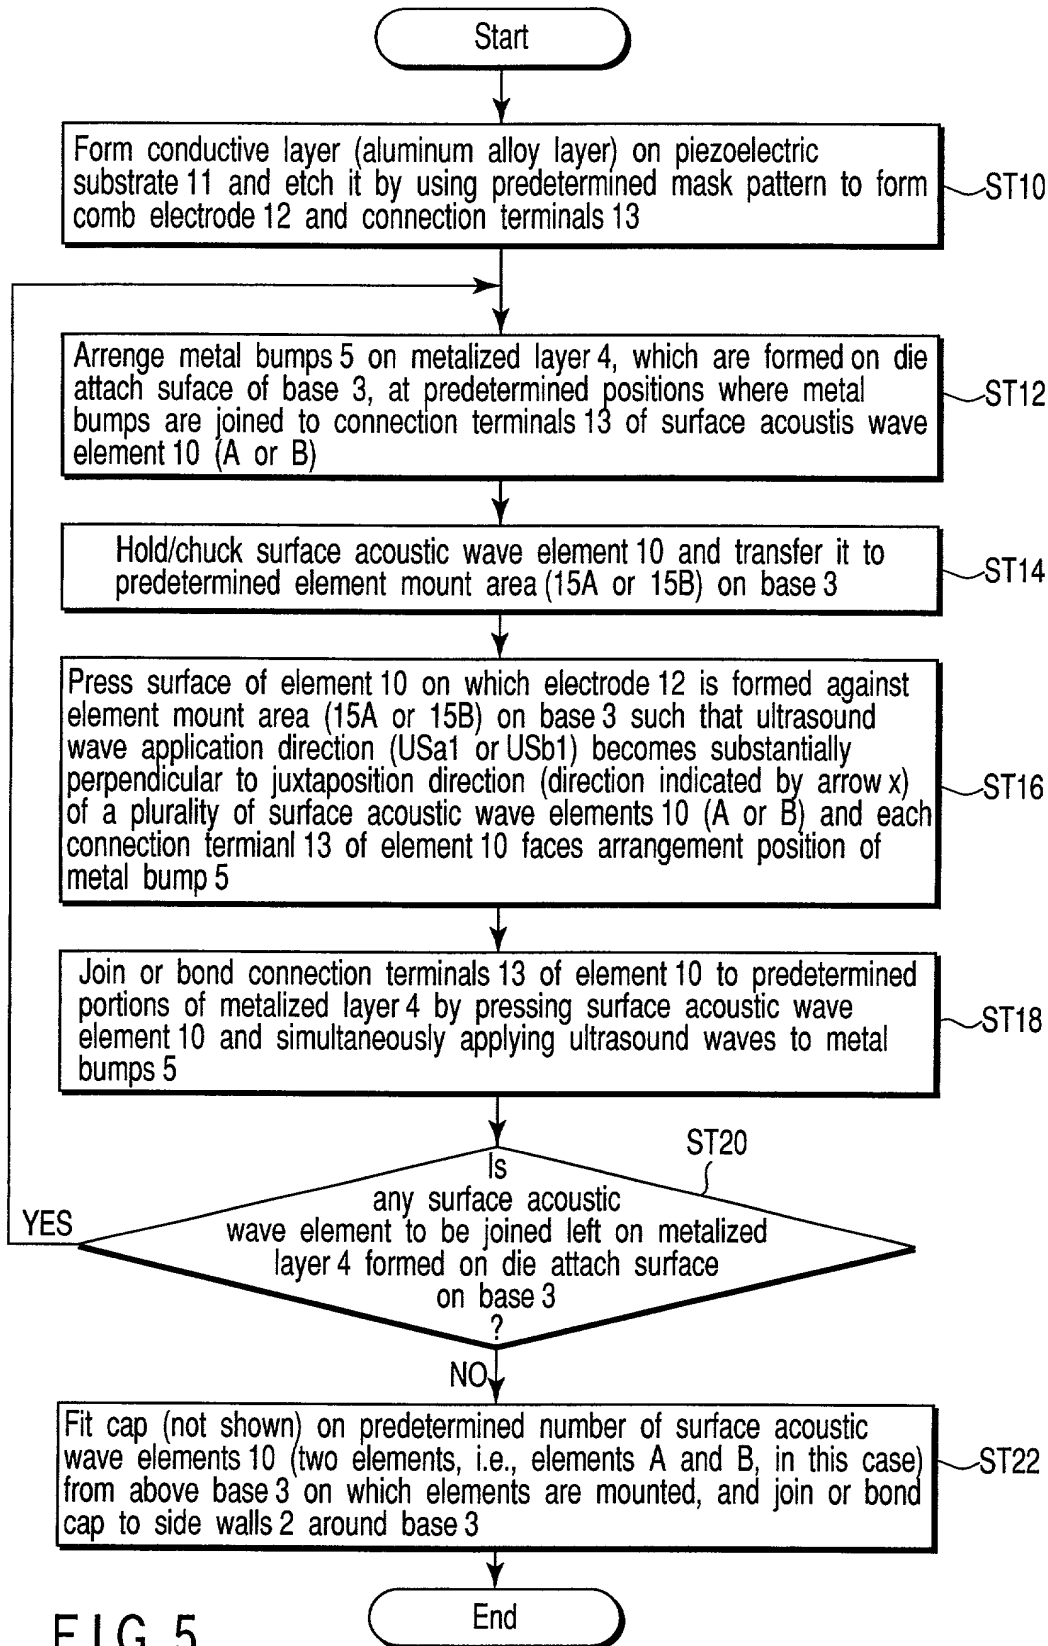 Start
Form conductive layer (aluminum alloy layer) on piezoelectric
substrate 11 and etch it by using predetermined mask pattern to form
comb electrode 12 and connection terminals 13
ST10
Arrenge metal bumps 5 on metalized layer 4, which are formed on die
attach suface of base 3, at predetermined positions where metal
bumps are joined to connection terminals 13 of surface acoustis wave
element 10 (A or B)
ST12
Hold/chuck surface acoustic wave element 10 and transfer it to
predetermined element mount area (15A or 15B) on base 3
ST14
Press surface of element 10 on which electrode 12 is formed against
element mount area (15A or 15B) on base 3 such that ultrasound
wave application direction (USa1 or USb1) becomes substantially
perpendicular to juxtaposition direction (direction indicated by arrow x)
of a plurality of surface acoustic wave elements 10 (A or B) and each
connection termianl 13 of element 10 faces arrangement position of
metal bump 5
ST16
Join or bond connection terminals 13 of element 10 to predetermined
portions of metalized layer 4 by pressing surface acoustic wave
element 10 and simultaneously applying ultrasound waves to metal
bumps 5
ST18
ST20
Is
any surface acoustic
wave element to be joined left on metalized
layer 4 formed on die attach surface
on base 3
?
YES
NO
Fit cap (not shown) on predetermined number of surface acoustic
wave elements 10 (two elements, i.e., elements A and B, in this case)
from above base 3 on which elements are mounted, and join or bond
cap to side walls 2 around base 3
ST22
End
FIG. 5